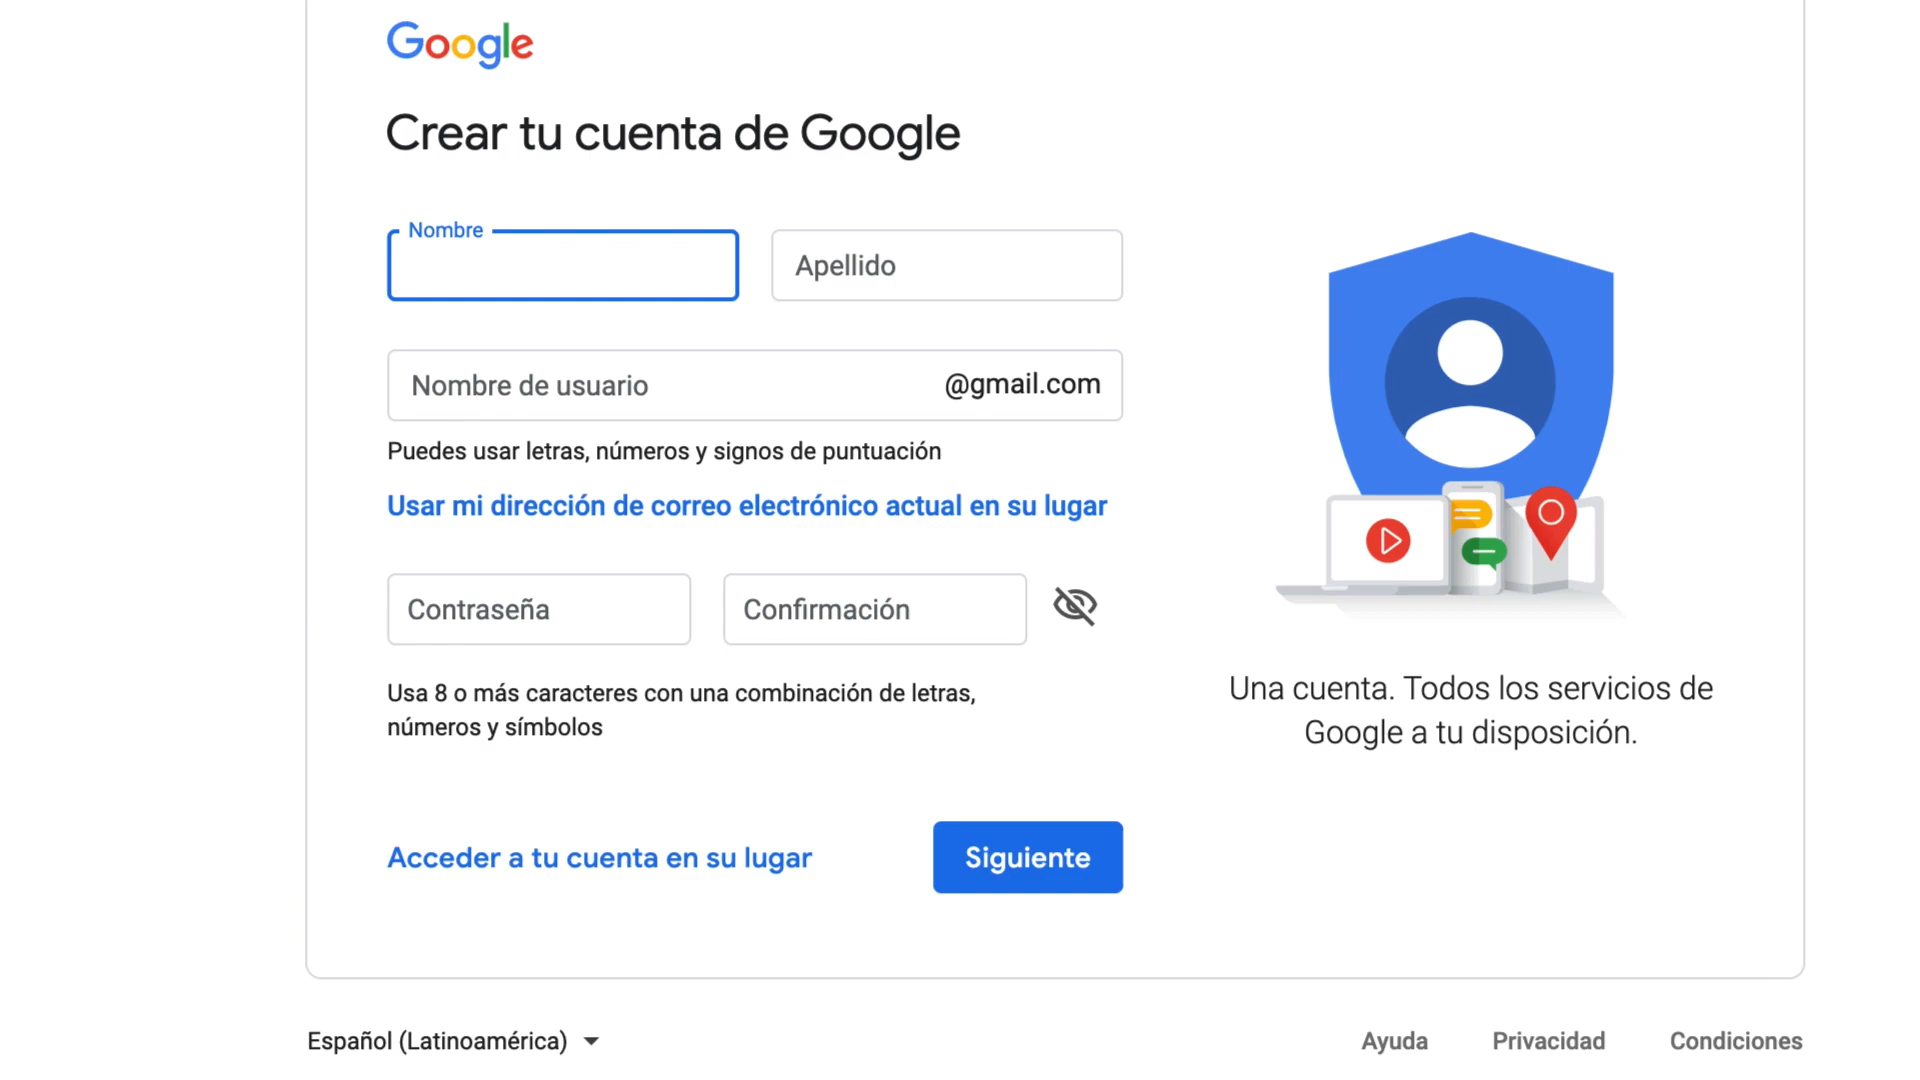 Google
Crear tu cuenta de Google
Nombre
Apellido
Nombre de usuario @gmail.com
Puedes usar letras, números y signos de puntuación
Usar mi dirección de correo electrónico actual en su lugar
Contraseña
Confirmación
Usa 8 o más caracteres con una combinación de letras,
números y símbolos
Acceder a tu cuenta en su lugar
Siguiente
Una cuenta. Todos los servicios de
Google a tu disposición.
Español (Latinoamérica)
Ayuda
Privacidad
Condiciones